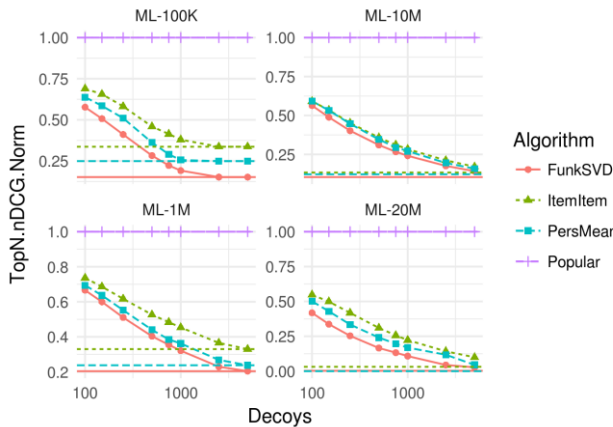 ML-100K
ML-10M
1.00
0.75
0.50
0.25
1.00
0.75
0.50
0.25
ML-1M
ML-20M
1.0
0.8
0.6
0.4
0.2
1.00
0.75
0.50
0.25
0.00
100
1000
100
1000
TopN.nDCG.Norm
Decoys
Algorithm
FunkSVD
ItemItem
PersMean
Popular